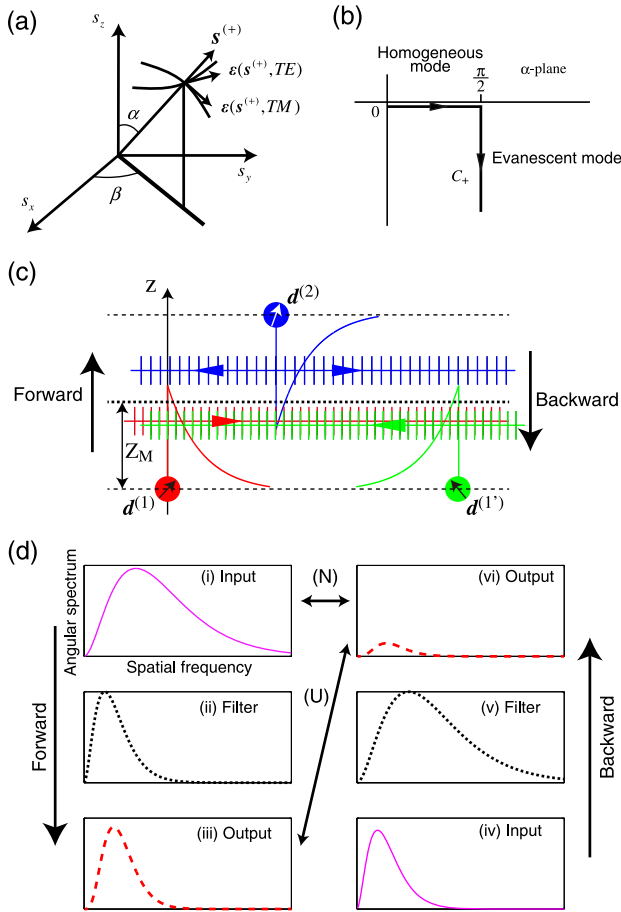 (a)
s_z
s^(+)
ε(s^(+), TE)
ε(s^(+), TM)
α
s_y
s_x
β
(b)
Homogeneous
mode
π/2
α-plane
0
C_+
Evanescent mode
(c)
Z
d^(2)
Forward
Backward
Z_M
d^(1)
d^(1')
(d)
Angular spectrum
(i) Input
Spatial frequency
(N)
(vi) Output
Forward
(ii) Filter
(U)
(v) Filter
Backward
(iii) Output
(iv) Input